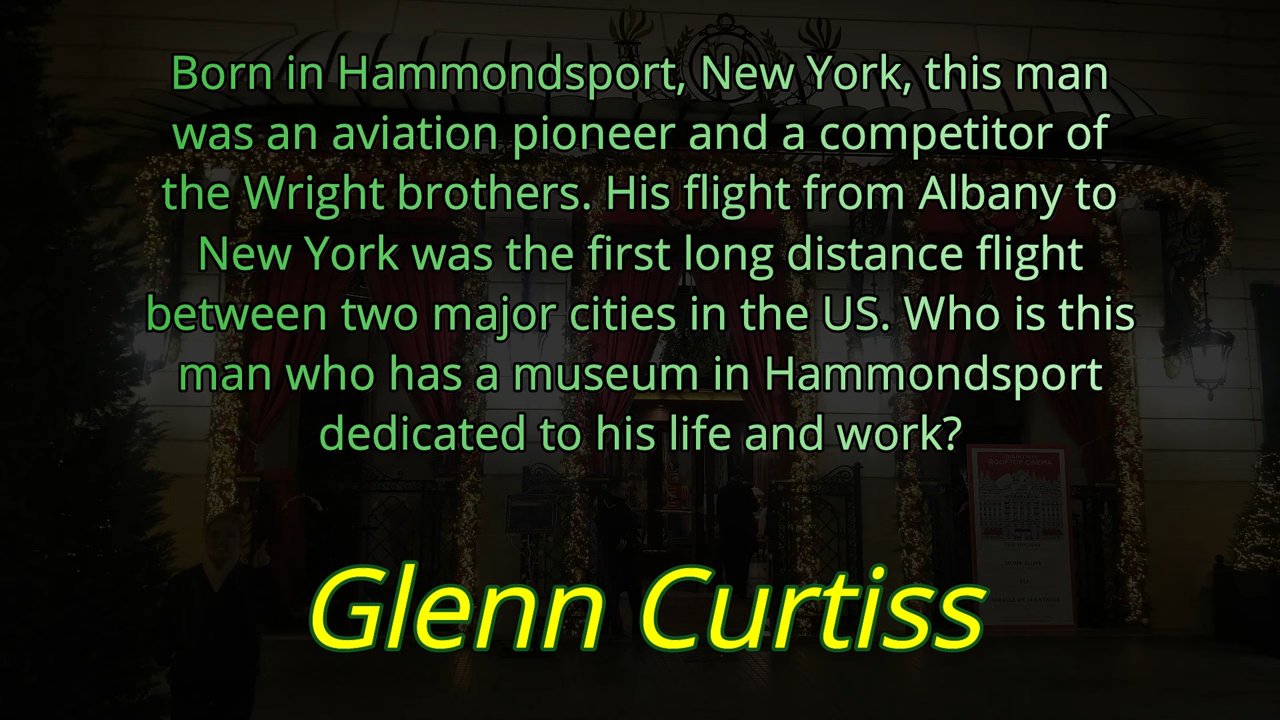 Born in Hammondsport, New York, this man
was an aviation pioneer and a competitor of
the Wright brothers. His flight from Albany to
New York was the first long distance flight
between two major cities in the US. Who is this
man who has a museum in Hammondsport
dedicated to his life and work?
ROOFTOP CINEMA
Glenn Curtiss